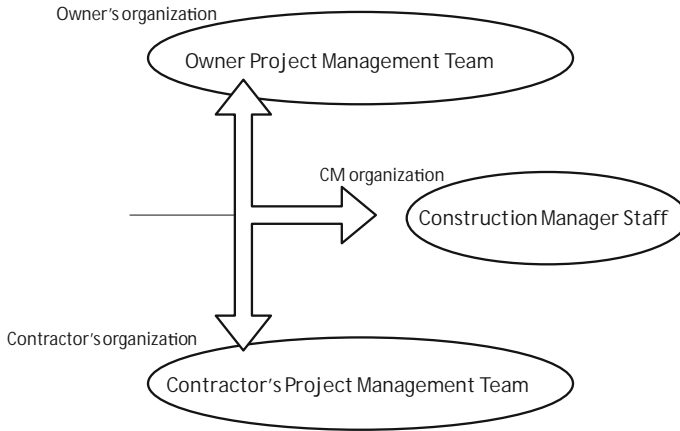 Owner's organization
Owner Project Management Team
CM organization
Construction Manager Staff
Contractor's organization
Contractor's Project Management Team